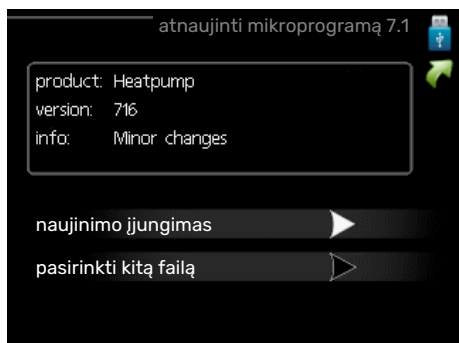 atnaujinti mikroprogramą 7.1
product: Heatpump
version: 716
info: Minor changes
naujinimo įjungimas
pasirinkti kitą failą